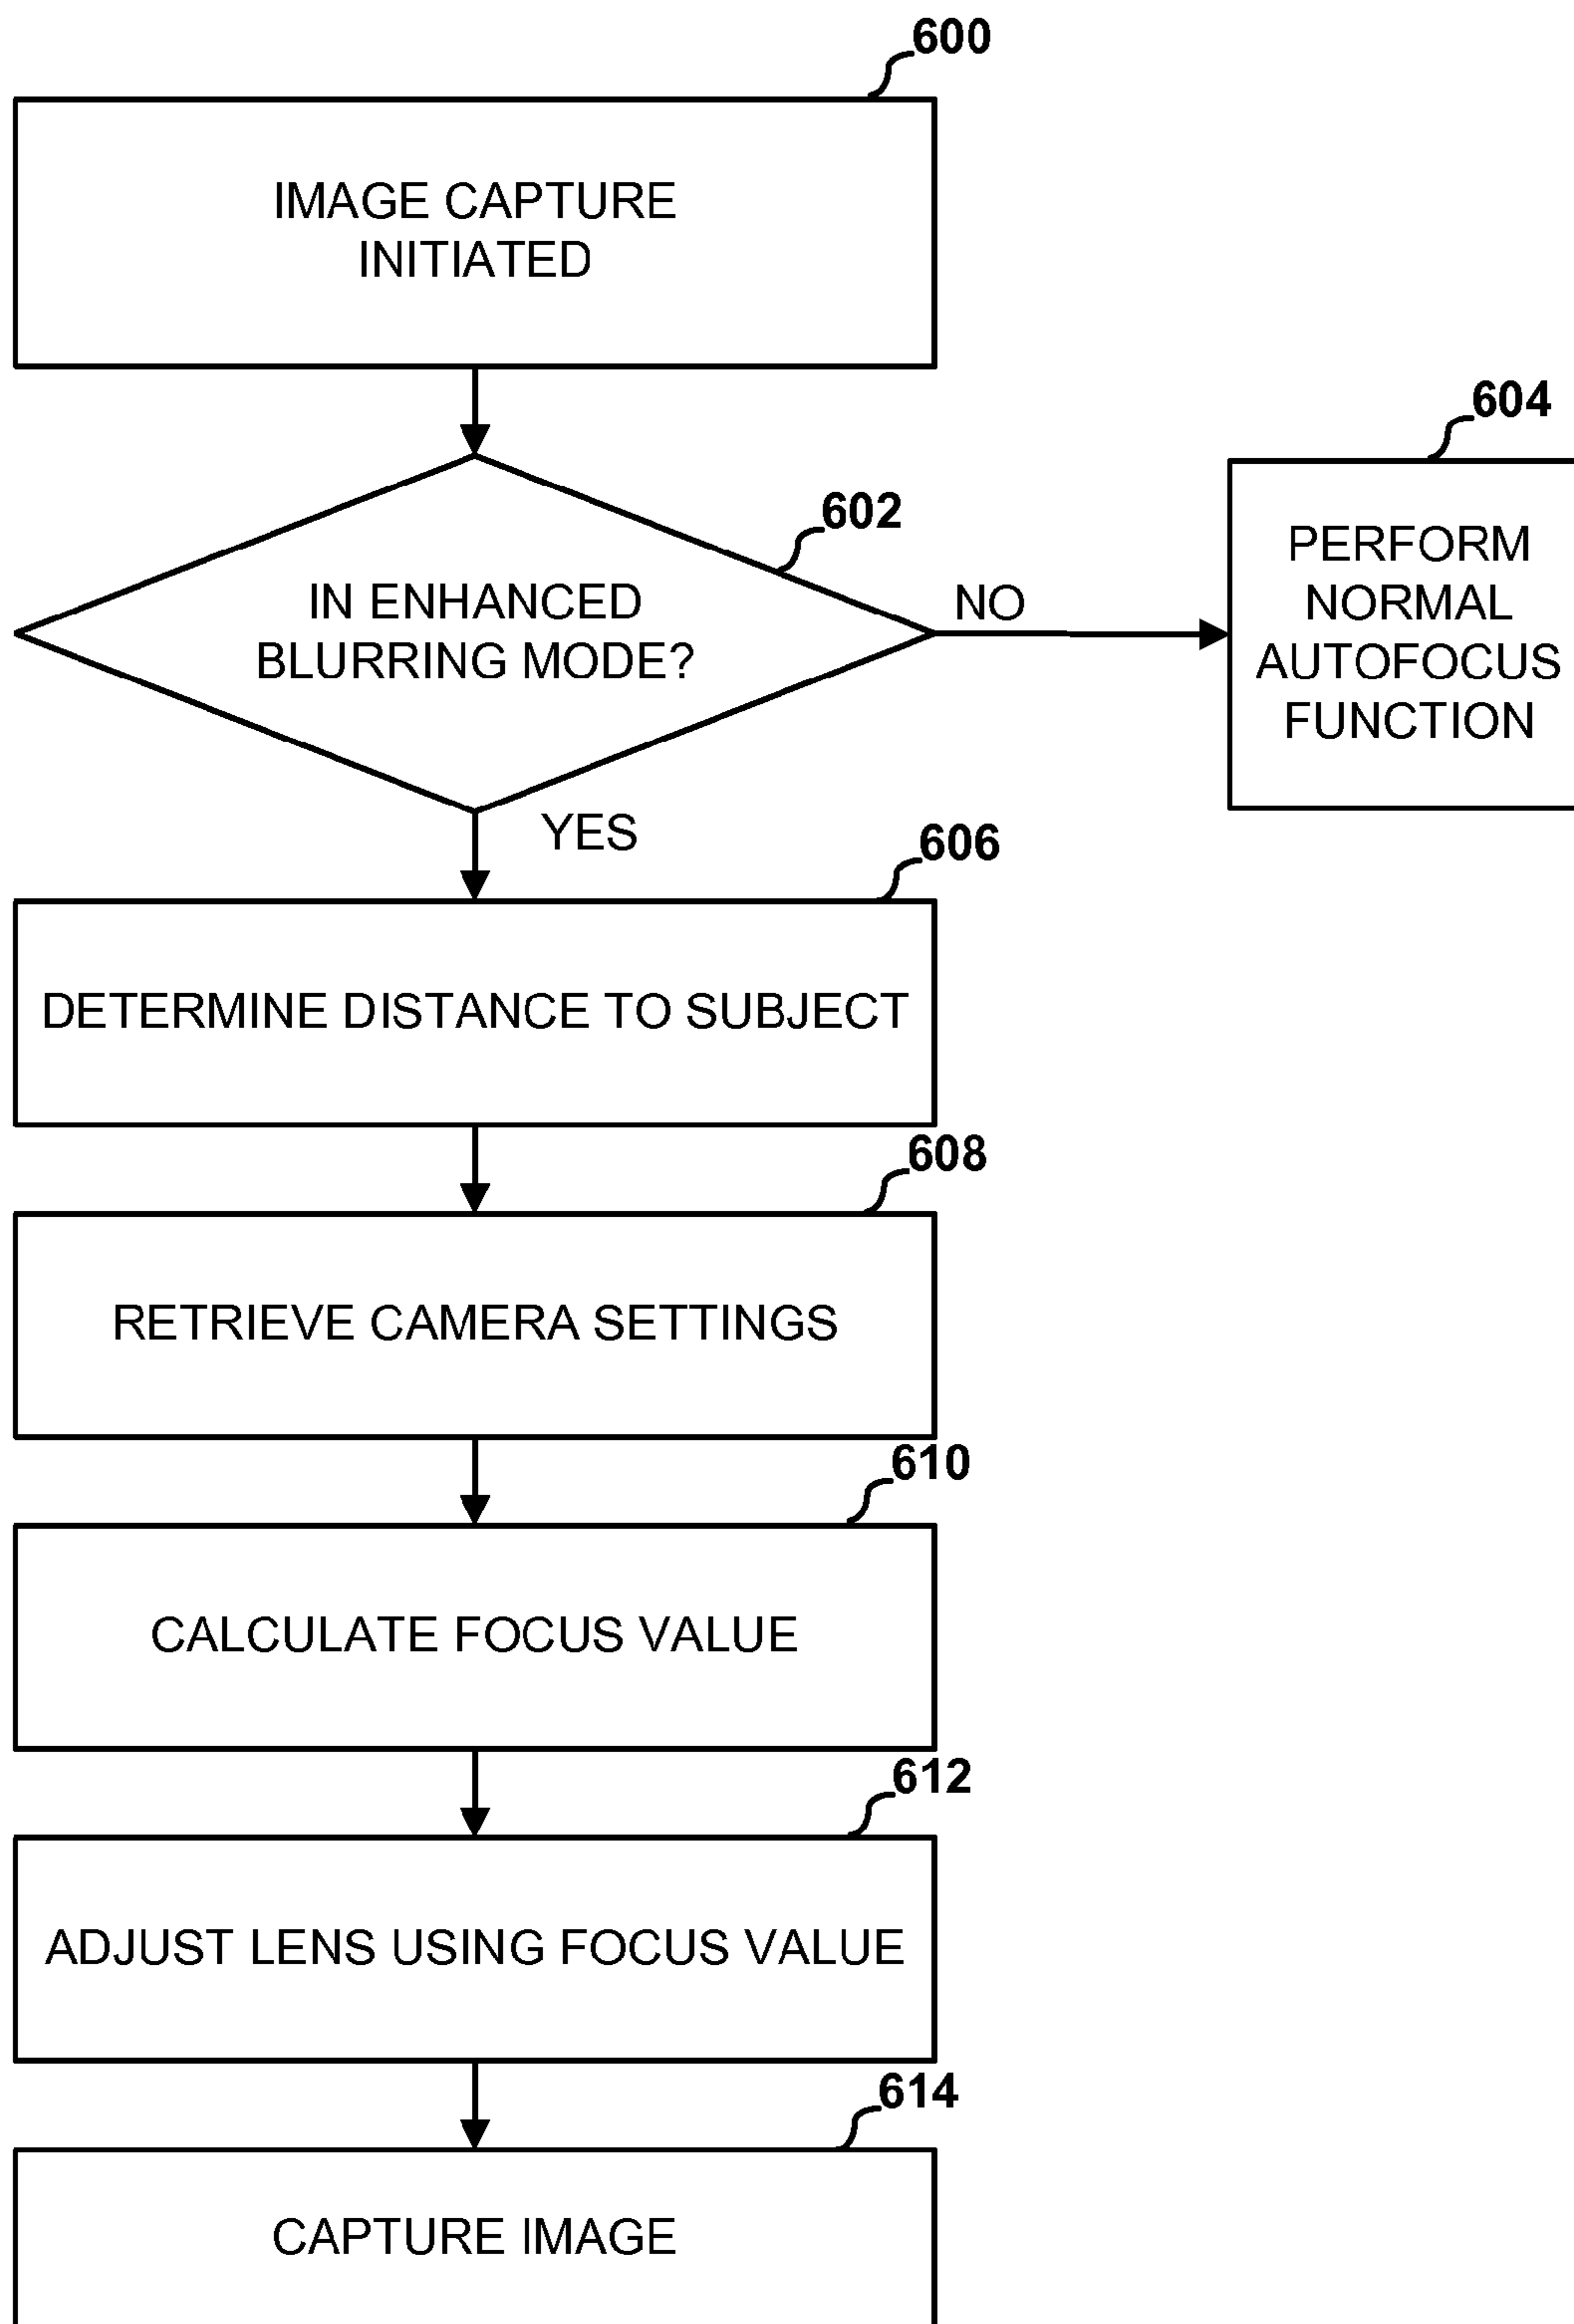 600
IMAGE CAPTURE
INITIATED
602
IN ENHANCED
BLURRING MODE?
NO
604
PERFORM
NORMAL
AUTOFOCUS
FUNCTION
YES
606
DETERMINE DISTANCE TO SUBJECT
608
RETRIEVE CAMERA SETTINGS
610
CALCULATE FOCUS VALUE
612
ADJUST LENS USING FOCUS VALUE
614
CAPTURE IMAGE